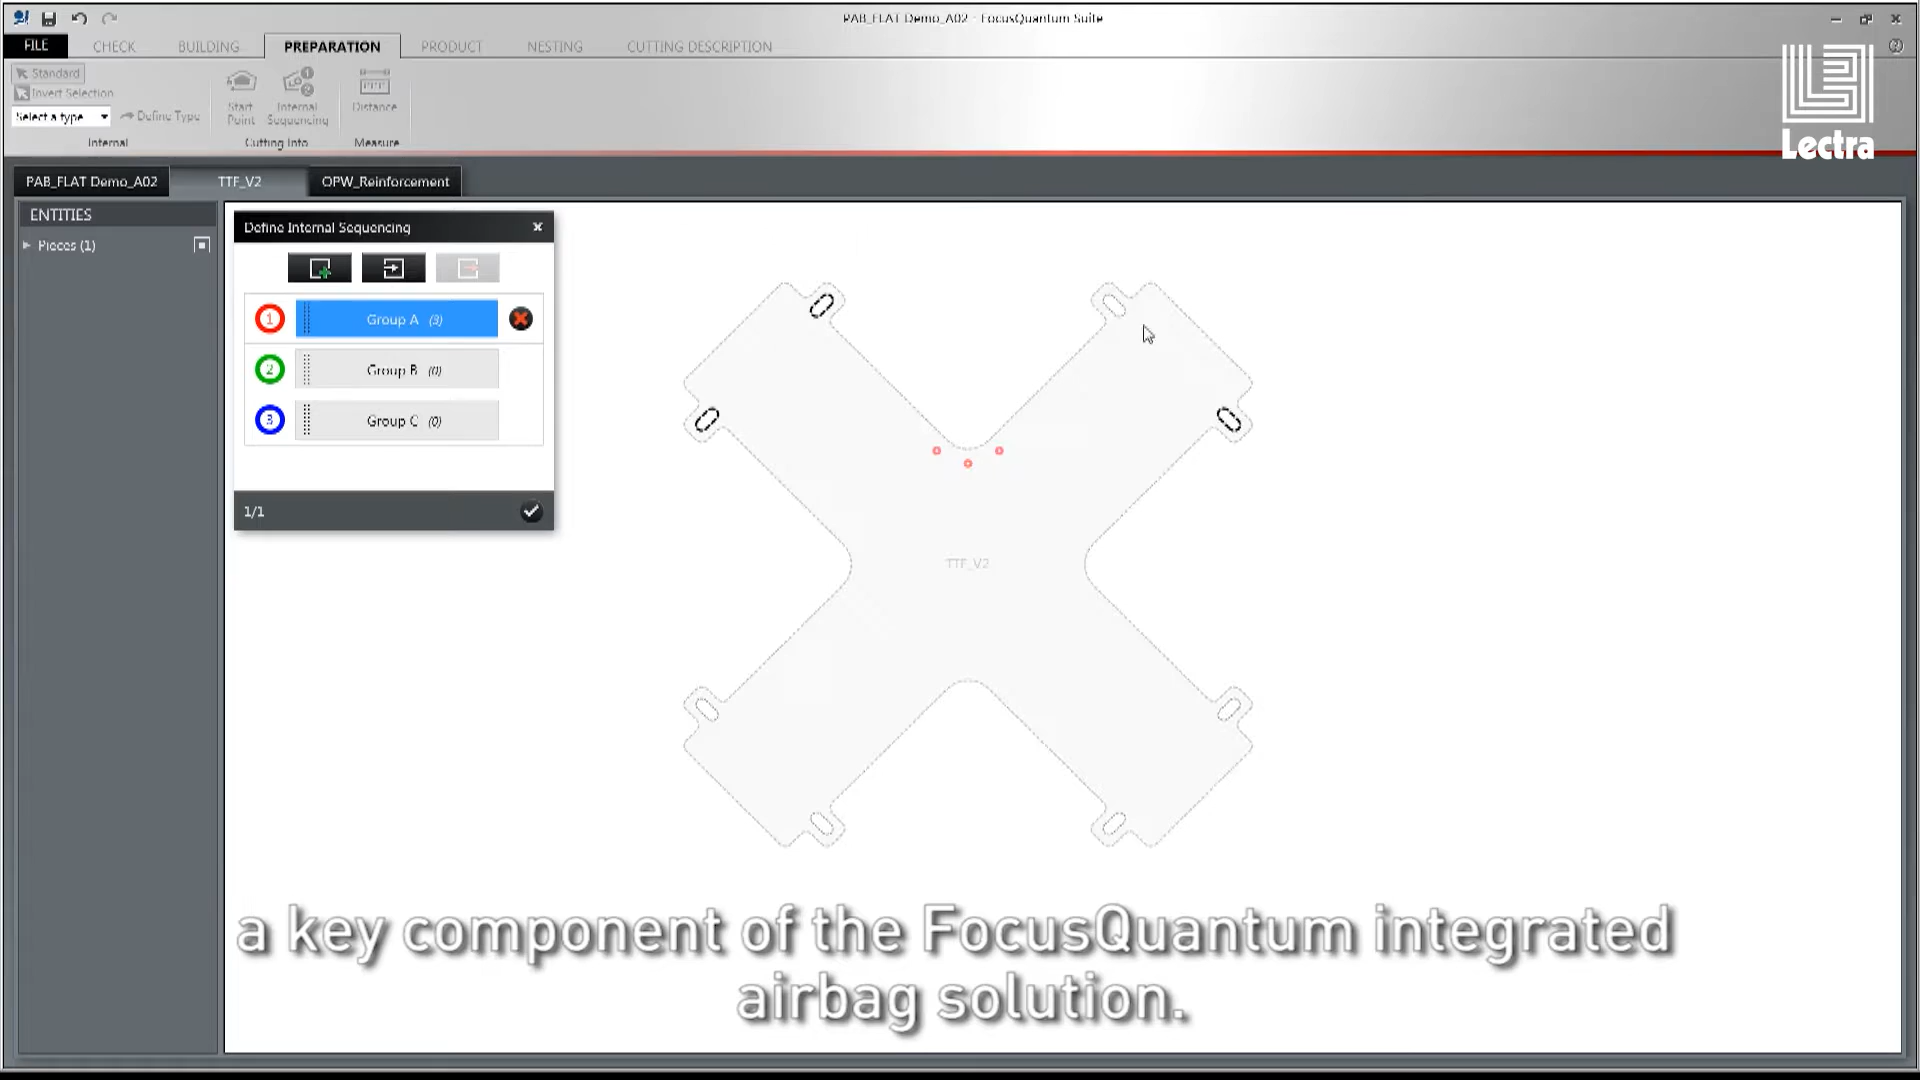 PAB_FLAT Demo_A02 - FocusQuantum Suite
FILE
CHECK
BUILDING
PREPARATION
PRODUCT
NESTING
CUTTING DESCRIPTION
Standard
Invert Selection
Select a type
Define Type
Internal
Start
Point
Internal
Sequencing
Cutting Info
Distance
Measure
Lectra
PAB_FLAT Demo_A02
TTF_V2
OPW_Reinforcement
ENTITIES
Pieces (1)
Define Internal Sequencing
1 Group A (3)
2 Group B (0)
3 Group C (0)
1/1
TTF_V2
a key component of the FocusQuantum integrated
airbag solution.